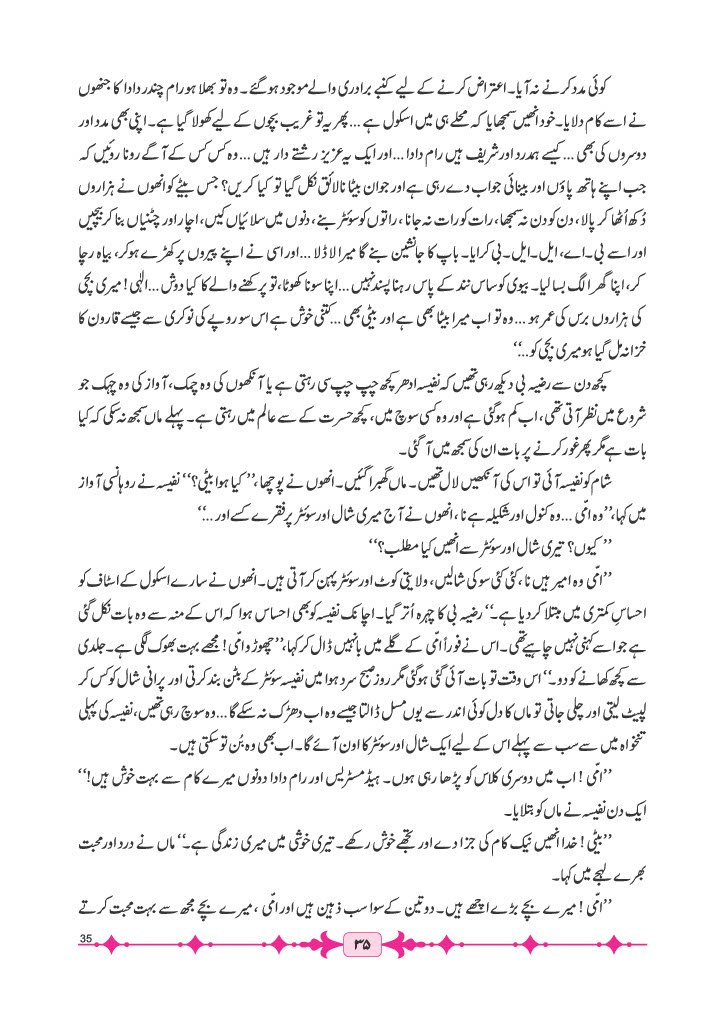 کوئی مدد کرنے نہ آیا۔ اعتراض کرنے کے لیے کنبے برادری والے موجود ہوگئے۔ وہ تو بھلا ہو رام چندر دادا کا جنھوں
نے اسے کام دلایا۔ خود انھیں سمجھایا کہ محلے ہی میں اسکول ہے ... پھر یہ تو غریب بچوں کے لیے کھولا گیا ہے۔ اپنی بھی مدد اور
دوسروں کی بھی ... کیسے ہمدرد اور شریف ہیں رام دادا ... اور ایک یہ عزیز رشتے دار ہیں ... وہ کس کس کے آگے رونا روئیں کہ
جب اپنے ہاتھ پاؤں اور بینائی جواب دے رہی ہے اور جوان بیٹا نالائق نکل گیا تو کیا کریں؟ جس بیٹے کو انھوں نے ہزاروں
دُکھ اُٹھا کر پالا، دن کو دن نہ سمجھا، رات کو رات نہ جانا، راتوں کو سوئٹر بنے، دنوں میں سلائیاں کیں، اچار اور چٹنیاں بنا کر بیچیں
اور اسے بی۔اے، ایل۔ایل۔بی کرایا۔ باپ کا جانشین بنے گا میرا لاڈلا ... اور اسی نے اپنے پیروں پر کھڑے ہوکر، بیاہ رچا
کر، اپنا گھر الگ بسا لیا۔ بیوی کو ساس نند کے پاس رہنا پسند نہیں ... اپنا سونا کھوٹا، تو پرکھنے والے کا کیا دوش ... الٰہی! میری بچی
کی ہزاروں برس کی عمر ہو ... وہ تو اب میرا بیٹا بھی ہے اور بیٹی بھی ... کتنی خوش ہے اس سو روپے کی نوکری سے جیسے قارون کا
خزانہ مل گیا ہو میری بچی کو ...‘‘
کچھ دن سے رضیہ بی دیکھ رہی تھیں کہ نفیسہ ادھر کچھ چپ چپ سی رہتی ہے یا آنکھوں کی وہ چمک، آواز کی وہ چہک جو
شروع میں نظر آتی تھی، اب کم ہوگئی ہے اور وہ کسی سوچ میں، کچھ حسرت کے سے عالم میں رہتی ہے۔ پہلے ماں سمجھ نہ سکی کہ کیا
بات ہے مگر پھر غور کرنے پر بات ان کی سمجھ میں آگئی۔
شام کو نفیسہ آئی تو اس کی آنکھیں لال تھیں۔ ماں گھبرا گئیں۔ انھوں نے پوچھا، ’’کیا ہوا بیٹی؟‘‘ نفیسہ نے روہانسی آواز
میں کہا، ’’وہ امّی ... وہ کنول اور شکیلہ ہے نا، انھوں نے آج میری شال اور سوئٹر پر فقرے کسے اور ...‘‘
’’کیوں؟ تیری شال اور سوئٹر سے انھیں کیا مطلب؟‘‘
’’امّی وہ امیر ہیں نا، کئی کئی سو کی شالیں، ولایتی کوٹ اور سوئٹر پہن کر آتی ہیں۔ انھوں نے سارے اسکول کے اسٹاف کو
احساسِ کمتری میں مبتلا کردیا ہے۔‘‘ رضیہ بی کا چہرہ اُتر گیا۔ اچانک نفیسہ کو بھی احساس ہوا کہ اس کے منہ سے وہ بات نکل گئی
ہے جو اسے کہنی نہیں چاہیے تھی۔ اس نے فوراً امّی کے گلے میں بانہیں ڈال کر کہا، ’’چھوڑو امّی! مجھے بہت بھوک لگی ہے۔ جلدی
سے کچھ کھانے کو دو۔‘‘ اس وقت تو بات آئی گئی ہوگئی مگر روز صبح سرد ہوا میں نفیسہ سوئٹر کے بٹن بند کرتی اور پرانی شال کو کس کر
لپیٹ لیتی اور چلی جاتی تو ماں کا دل کوئی اندر سے یوں مسل ڈالتا جیسے وہ اب دھڑک نہ سکے گا ... وہ سوچ رہی تھیں، نفیسہ کی پہلی
تنخواہ میں سے سب سے پہلے اس کے لیے ایک شال اور سوئٹر کا اون آئے گا۔ اب بھی وہ بُن تو سکتی ہیں۔
’’امّی! اب میں دوسری کلاس کو پڑھا رہی ہوں۔ ہیڈ مسٹریس اور رام دادا دونوں میرے کام سے بہت خوش ہیں!‘‘
ایک دن نفیسہ نے ماں کو بتلایا۔
’’بیٹی! خدا انھیں نیک کام کی جزا دے اور تجھے خوش رکھے۔ تیری خوشی میں میری زندگی ہے۔‘‘ ماں نے درد اور محبت
بھرے لہجے میں کہا۔
’’امّی! میرے بچے بڑے اچھے ہیں۔ دو تین کے سوا سب ذہین ہیں اور امّی، میرے بچے مجھ سے بہت محبت کرتے
35
۳۵